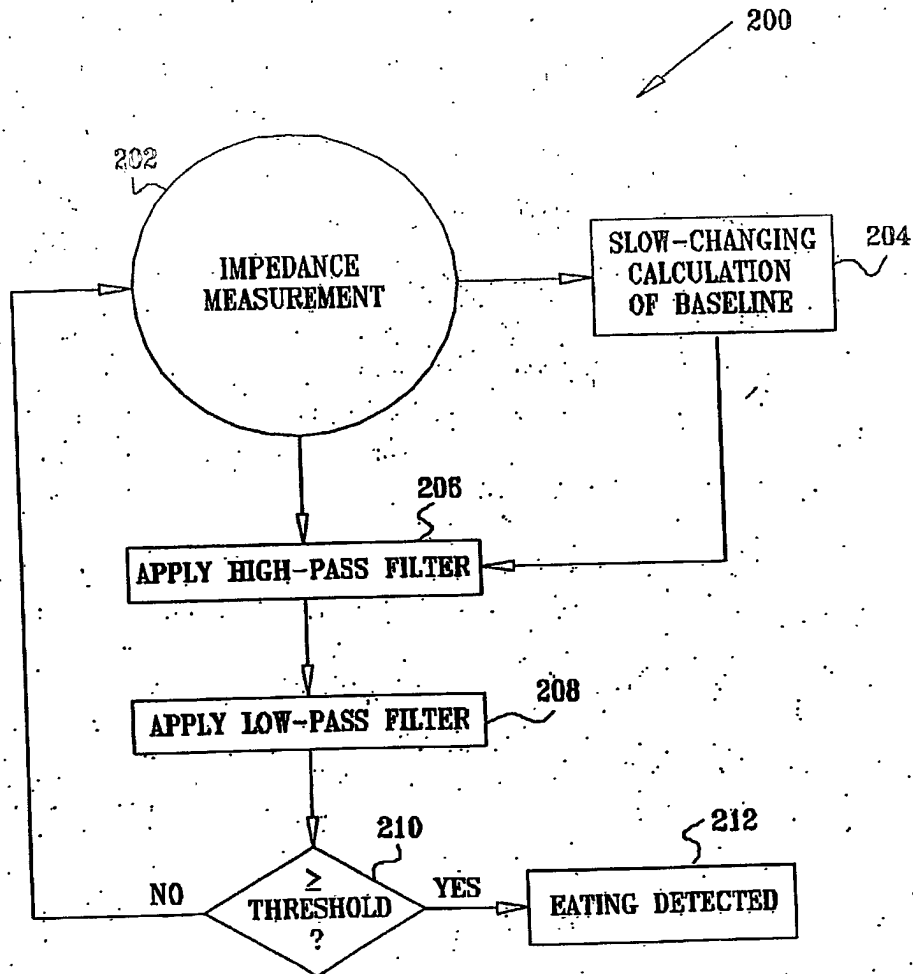 200
202
IMPEDANCE
MEASUREMENT
SLOW-CHANGING
CALCULATION
OF BASELINE
204
206
APPLY HIGH-PASS FILTER
APPLY LOW-PASS FILTER
208
210
≥
THRESHOLD
?
NO
YES
212
EATING DETECTED